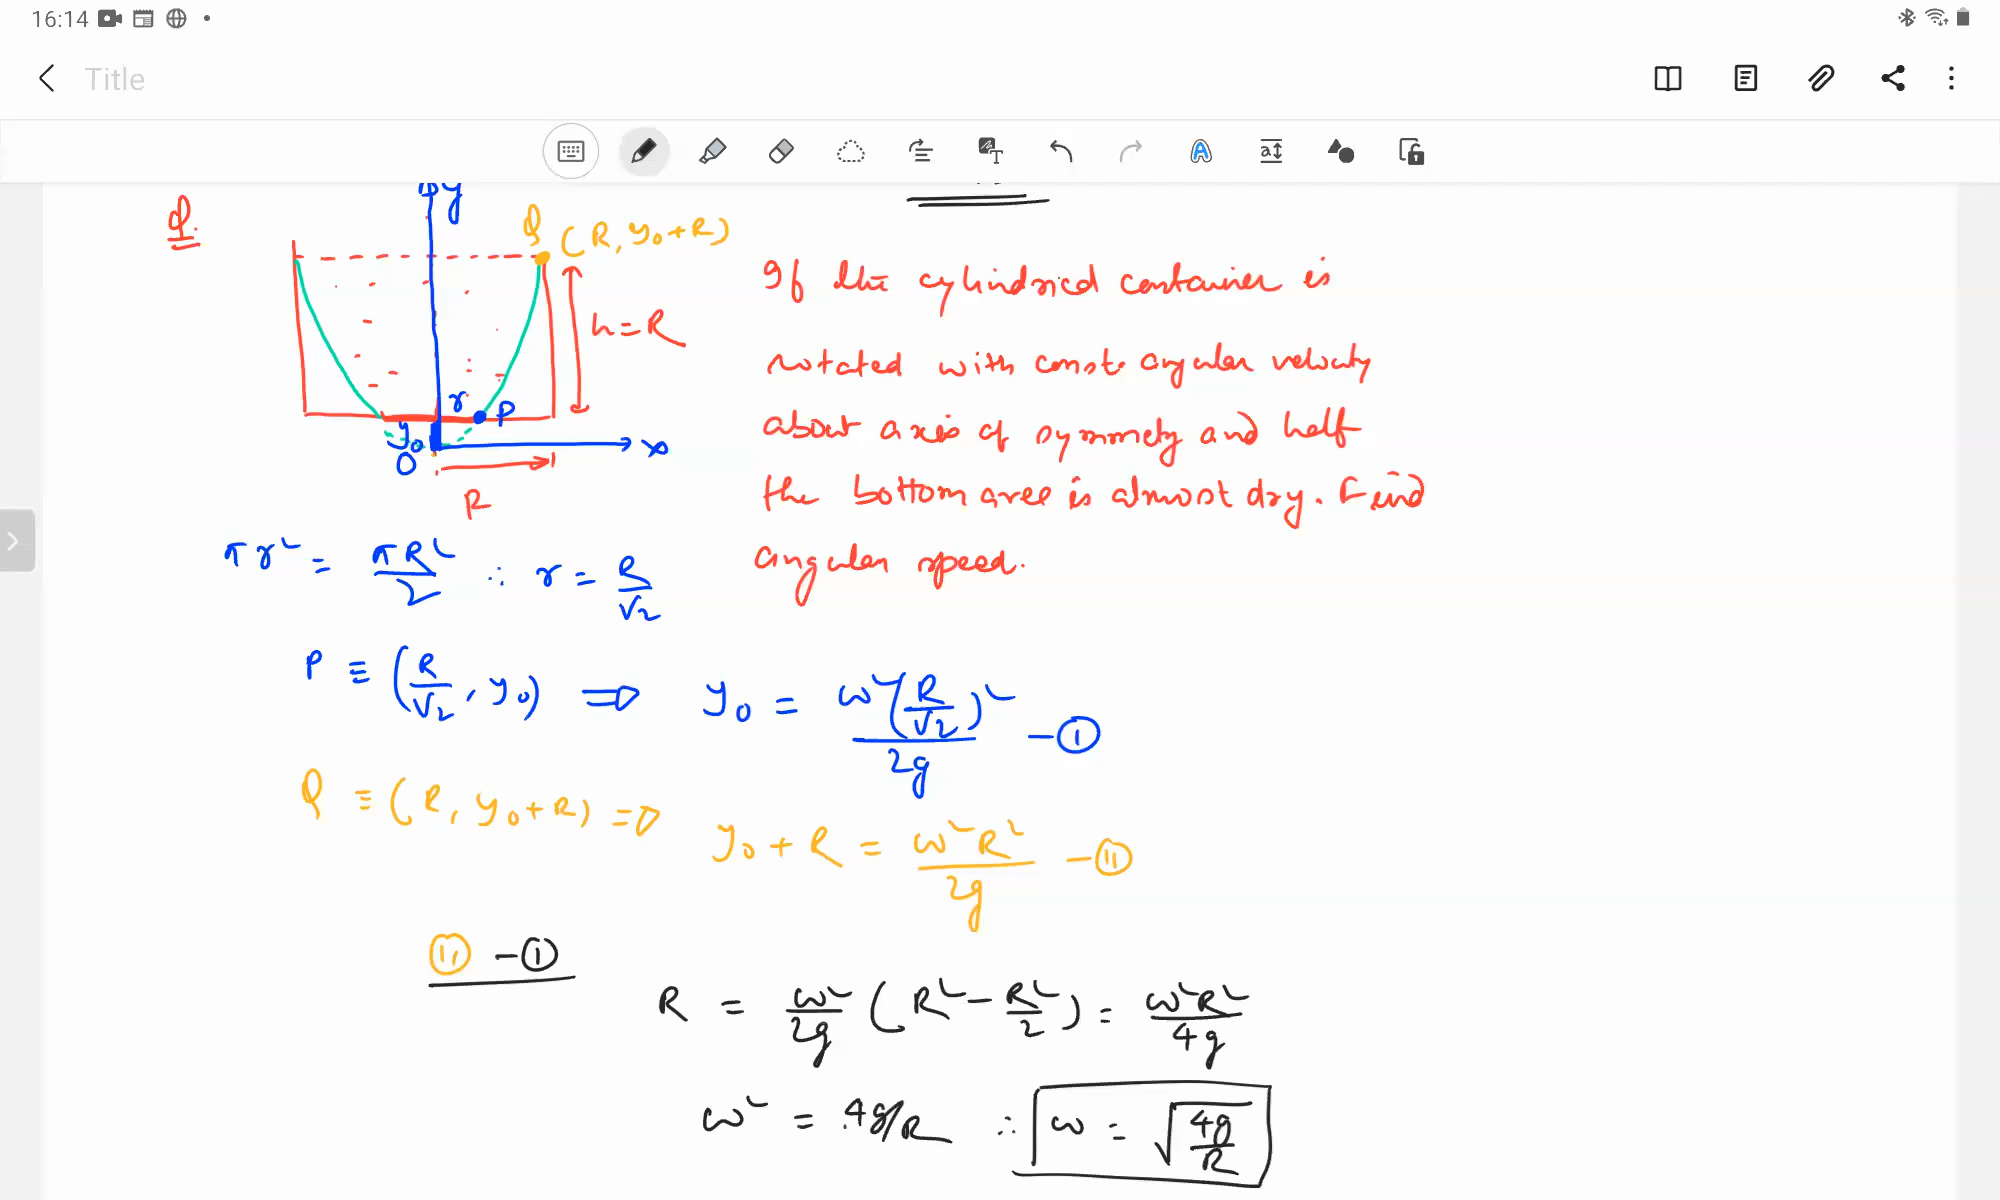 16:14
Title
Q.
y
Q (R, y₀+R)
h=R
r P
y₀
O x
R
If the cylindrical container is
rotated with const. angular velocity
about axis of symmety and half
the bottom area is almost dry. Find
angular speed.
πr² = πR²/2 ∴ r = R/√2
P ≡ (R/√2, y₀) ⇒ y₀ = ω²(R/√2)²/2g -①
Q ≡ (R, y₀+R) ⇒ y₀+R = ω²R²/2g -⑪
⑪ -①
R = ω²/2g (R² - R²/2) = ω²R²/4g
ω² = 4g/R ∴ ω = √(4g/R)